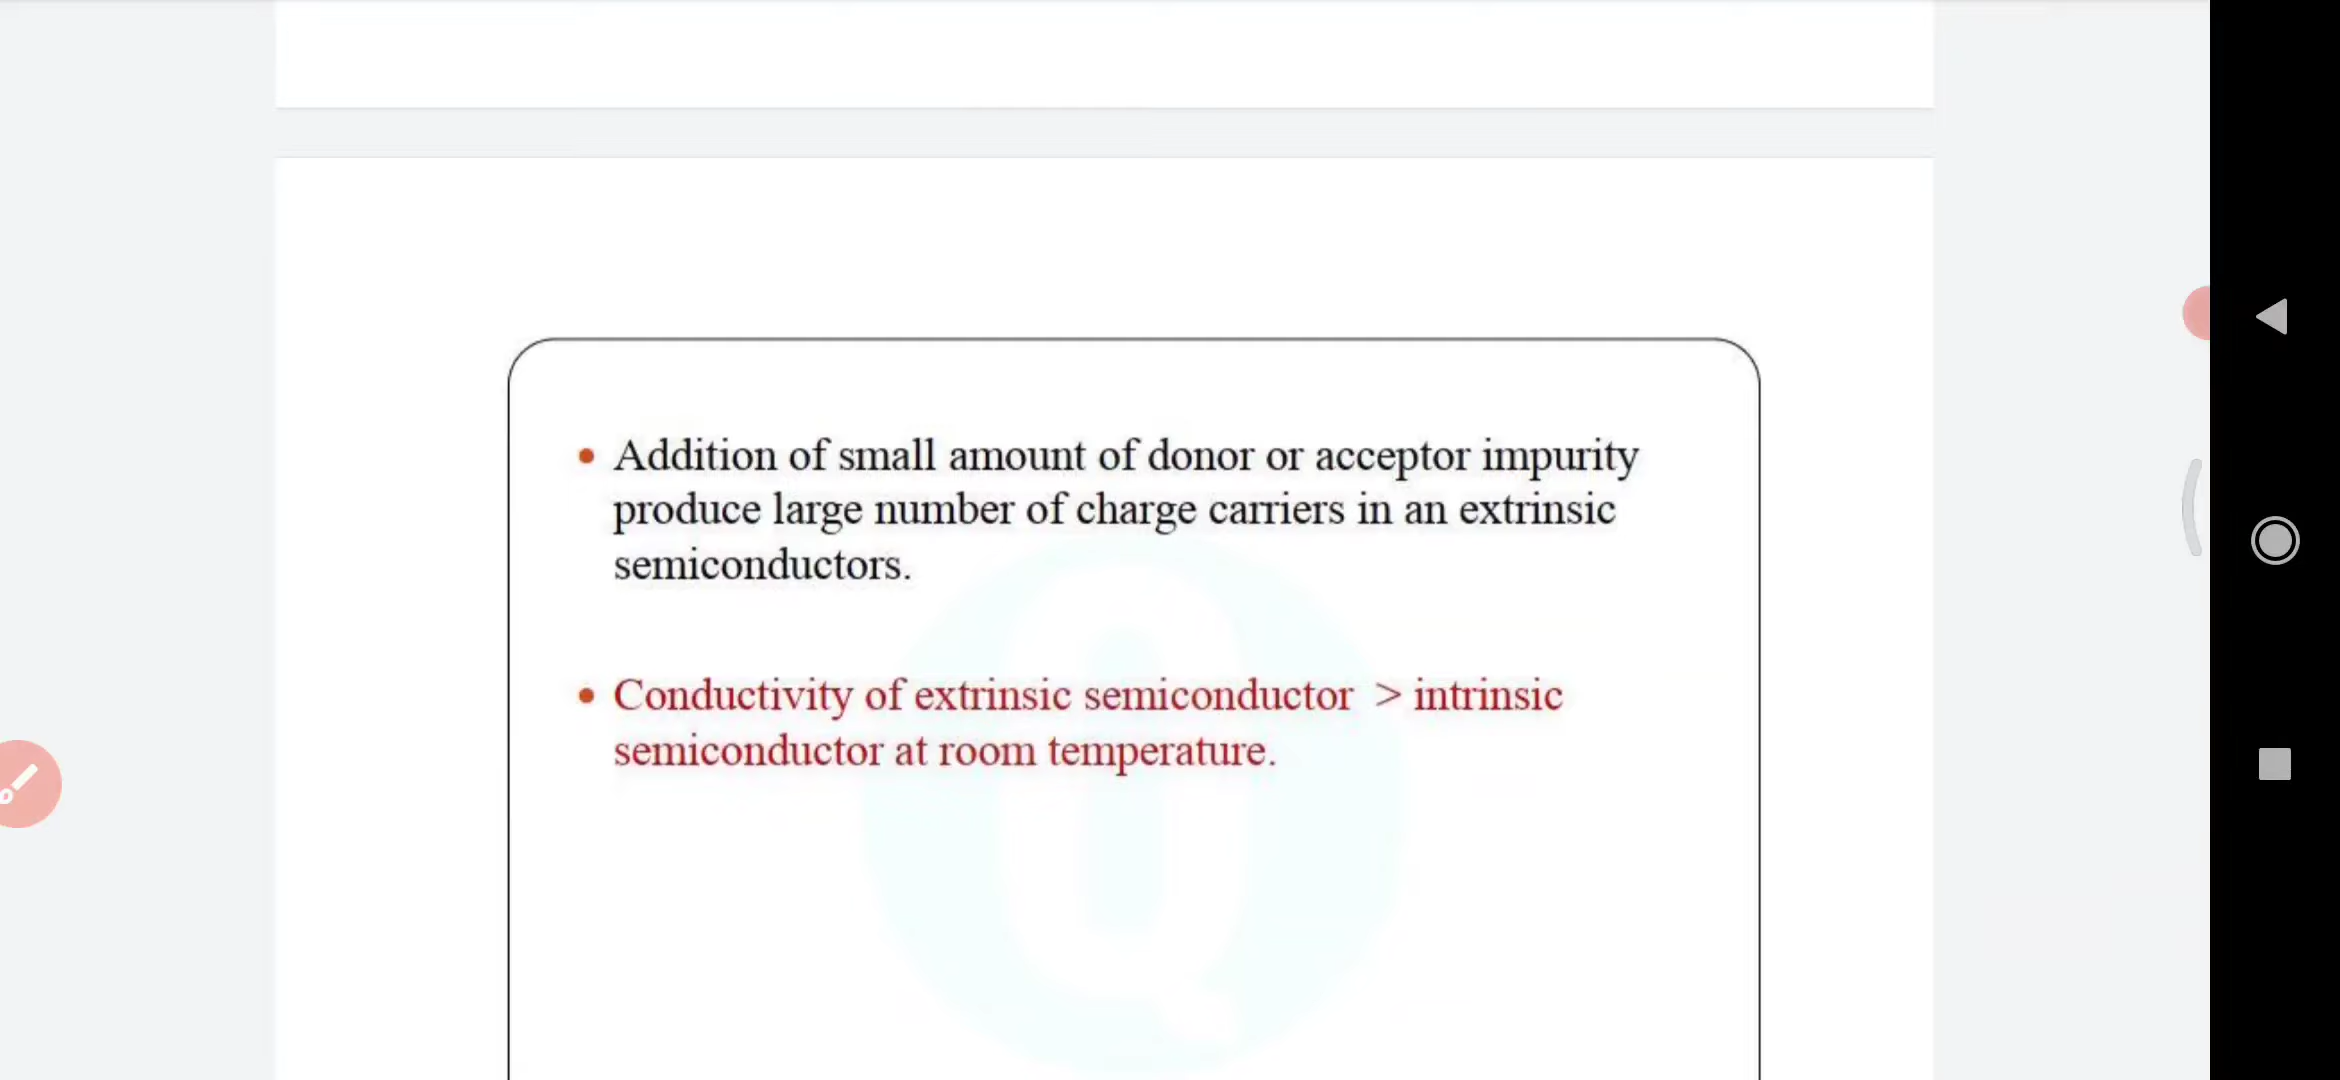 • Addition of small amount of donor or acceptor impurity
produce large number of charge carriers in an extrinsic
semiconductors.
• Conductivity of extrinsic semiconductor > intrinsic
semiconductor at room temperature.